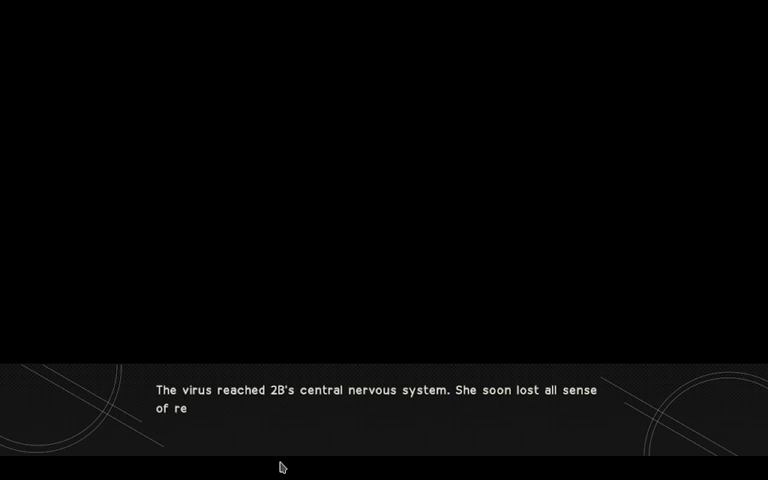 The virus reached 2B's central nervous system. She soon lost all sense
of re